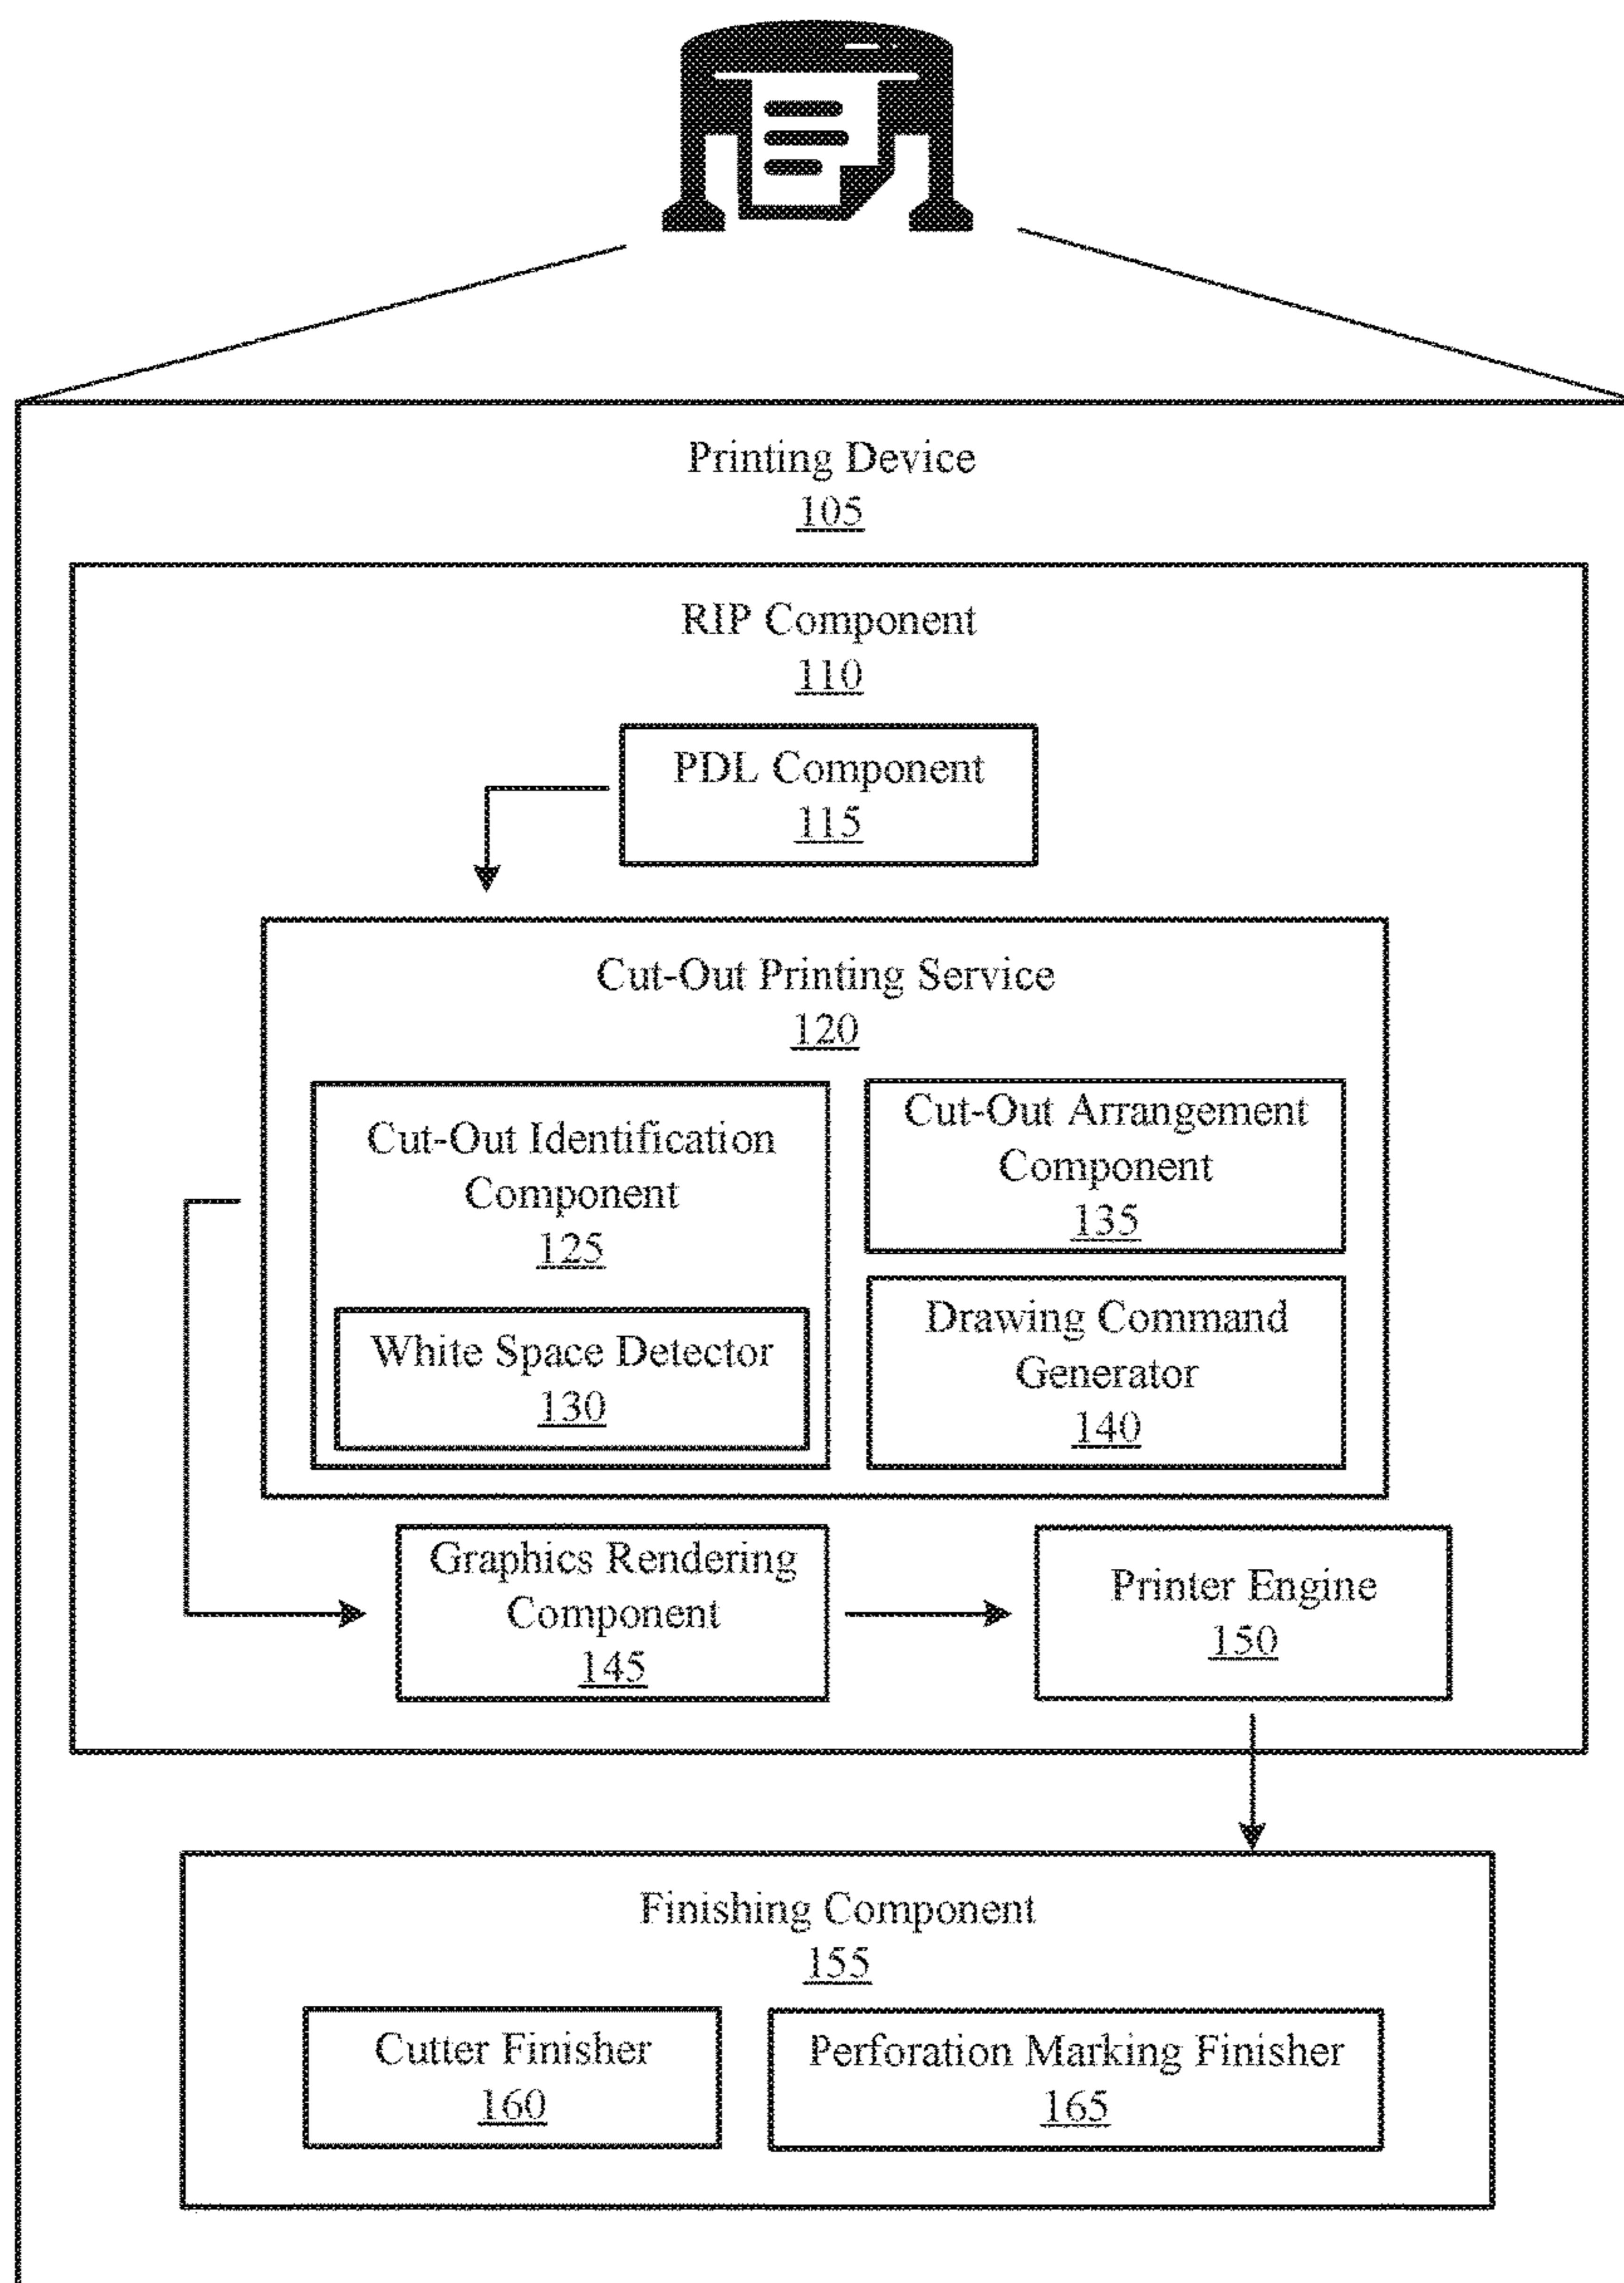 Printing Device
105
RIP Component
110
PDL Component
115
Cut-Out Printing Service
120
Cut-Out Identification
Component
125
White Space Detector
130
Cut-Out Arrangement
Component
135
Drawing Command
Generator
140
Graphics Rendering
Component
145
Printer Engine
150
Finishing Component
155
Cutter Finisher
160
Perforation Marking Finisher
165